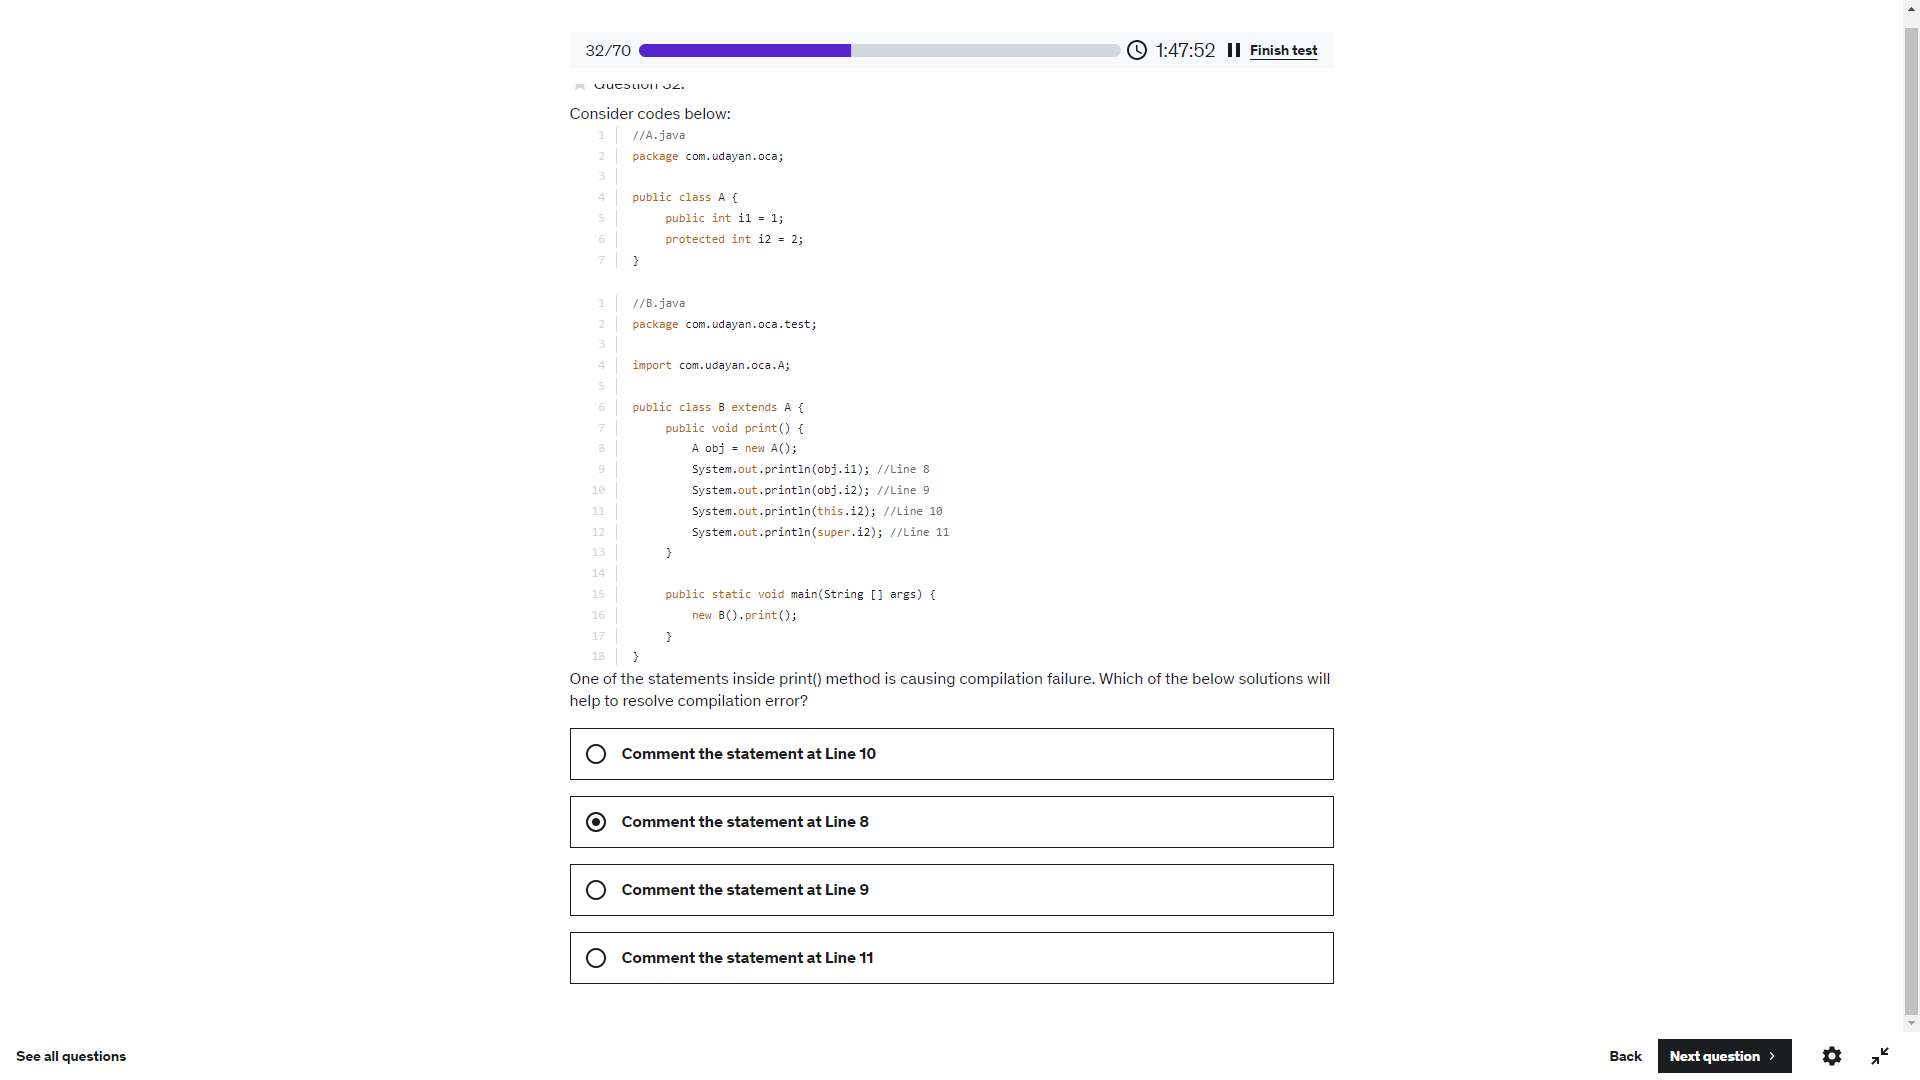 32/70 1:47:52 Finish test
Question 32:
Consider codes below:
1 //A.java
2 package com.udayan.oca;
3
4 public class A {
5 public int i1 = 1;
6 protected int i2 = 2;
7 }
1 //B.java
2 package com.udayan.oca.test;
3
4 import com.udayan.oca.A;
5
6 public class B extends A {
7 public void print() {
8 A obj = new A();
9 System.out.println(obj.i1); //Line 8
10 System.out.println(obj.i2); //Line 9
11 System.out.println(this.i2); //Line 10
12 System.out.println(super.i2); //Line 11
13 }
14
15 public static void main(String [] args) {
16 new B().print();
17 }
18 }
One of the statements inside print() method is causing compilation failure. Which of the below solutions will
help to resolve compilation error?
Comment the statement at Line 10
Comment the statement at Line 8
Comment the statement at Line 9
Comment the statement at Line 11
See all questions Back Next question